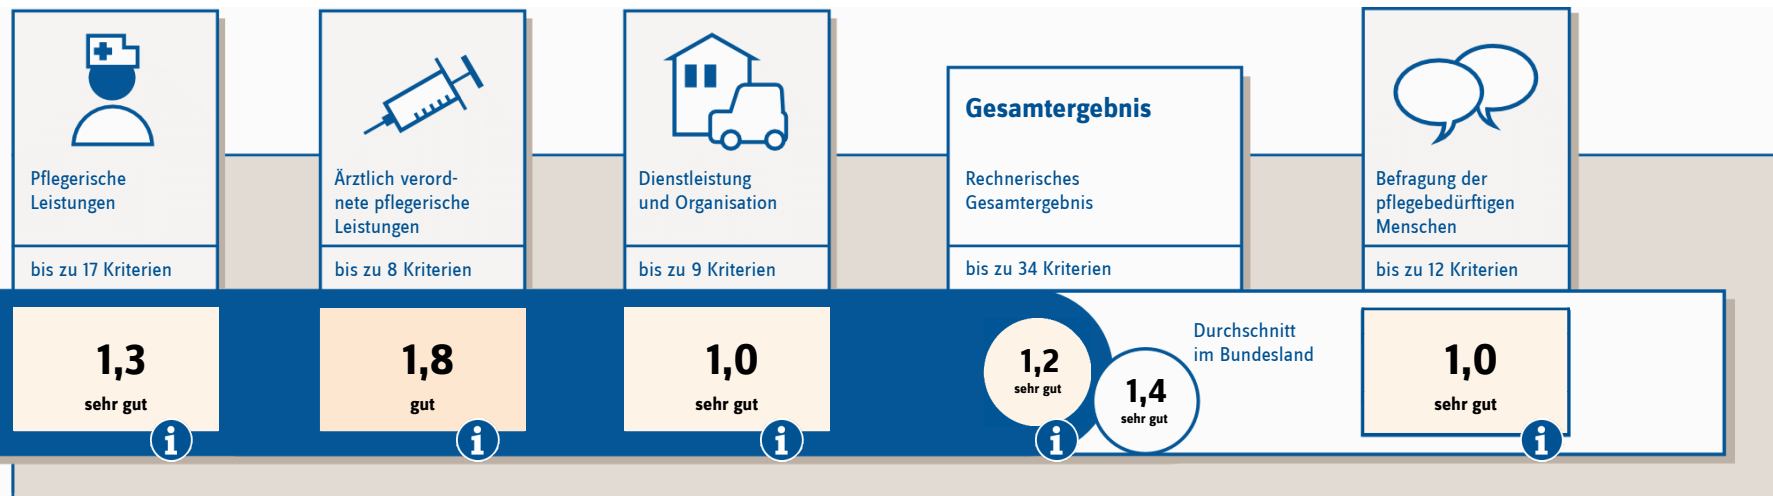 Pflegerische
Leistungen
bis zu 17 Kriterien
1,3
sehr gut
i
Ärztlich verord-
nete pflegerische
Leistungen
bis zu 8 Kriterien
1,8
gut
i
Dienstleistung
und Organisation
bis zu 9 Kriterien
1,0
sehr gut
i
Gesamtergebnis
Rechnerisches
Gesamtergebnis
bis zu 34 Kriterien
1,2
sehr gut
i
1,4
sehr gut
Durchschnitt
im Bundesland
Befragung der
pflegebedürftigen
Menschen
bis zu 12 Kriterien
1,0
sehr gut
i